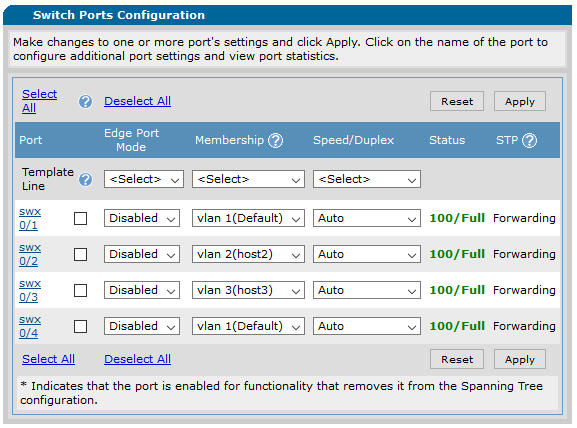 Switch Ports Configuration
Make changes to one or more port's settings and click Apply. Click on the name of the port to
configure additional port settings and view port statistics.
Select
All ? Deselect All Reset Apply
Port Edge Port
Mode Membership ? Speed/Duplex Status STP ?
Template
Line ? <Select> <Select> <Select>
swx
0/1 Disabled vlan 1(Default) Auto 100/Full Forwarding
swx
0/2 Disabled vlan 2(host2) Auto 100/Full Forwarding
swx
0/3 Disabled vlan 3(host3) Auto 100/Full Forwarding
swx
0/4 Disabled vlan 1(Default) Auto 100/Full Forwarding
Select All Deselect All Reset Apply
* Indicates that the port is enabled for functionality that removes it from the Spanning Tree
configuration.